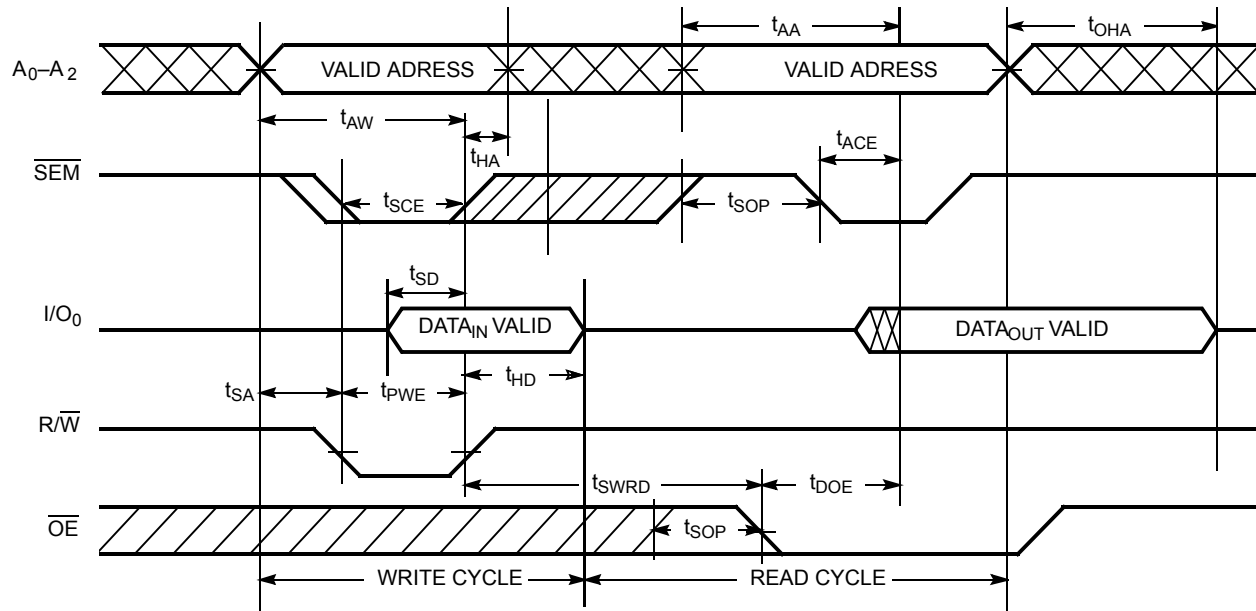 tAA
tOHA
A0–A2
VALID ADRESS
VALID ADRESS
tAW
tHA
tACE
SEM
tSCE
tSOP
tSD
I/O0
DATAIN VALID
DATAOUT VALID
tSA
tPWE
tHD
R/W
tSWRD
tDOE
OE
tSOP
WRITE CYCLE
READ CYCLE